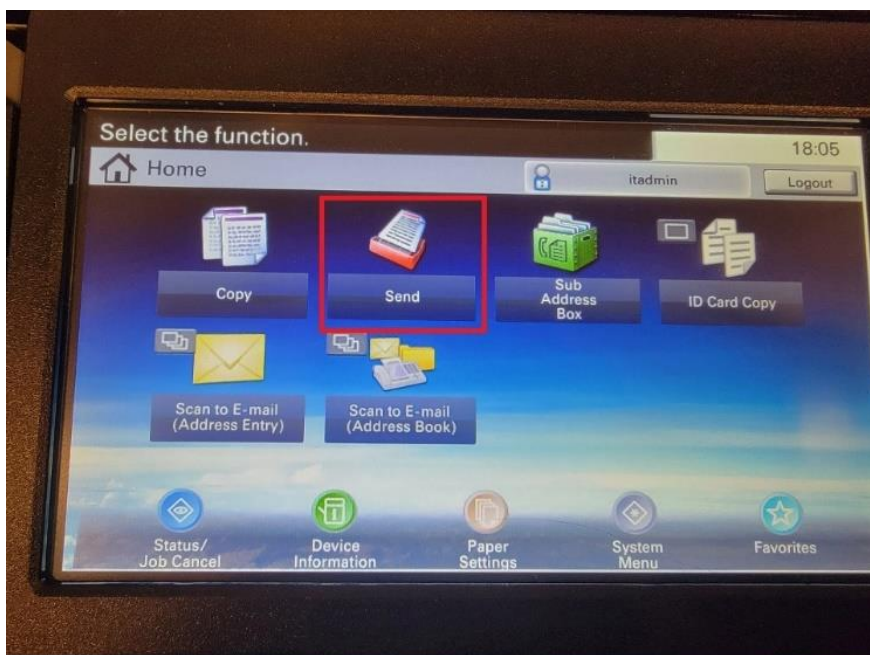 Select the function.
18:05
Home
itadmin
Logout
Copy
Send
Sub
Address
Box
ID Card Copy
Scan to E-mail
(Address Entry)
Scan to E-mail
(Address Book)
Status/
Job Cancel
Device
Information
Paper
Settings
System
Menu
Favorites